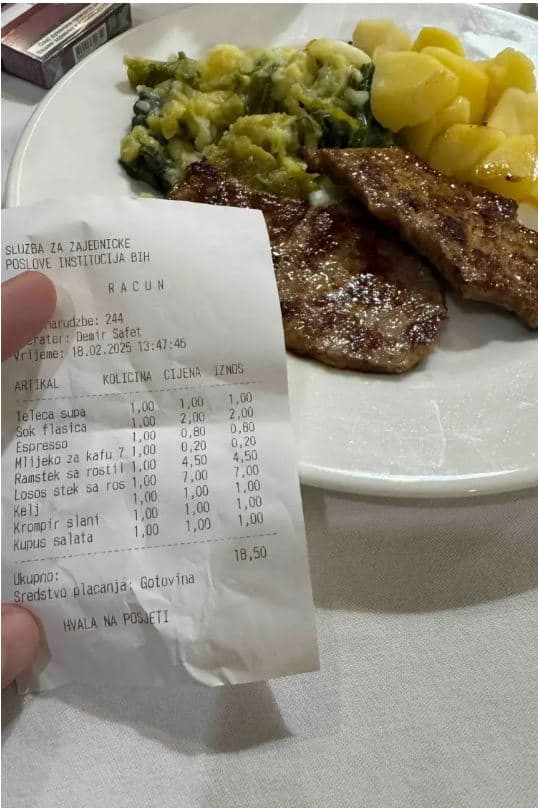 SLUZBA ZA ZAJEDNICKE
POSLOVE INSTITUCIJA BIH
RACUN
narudzbe: 244
erater: Demir Safet
Vrijeme: 18.02.2025 13:47:46
ARTIKAL KOLICINA CIJENA IZNOS
Teleca supa 1,00 1,00 1,00
Sok flasica 1,00 2,00 2,00
Espresso 1,00 0,80 0,80
Mlijeko za kafu 7 1,00 0,20 0,20
Ramstek sa rostil 1,00 4,50 4,50
Losos stek sa ros 1,00 7,00 7,00
Kelj 1,00 1,00 1,00
Krompir slani 1,00 1,00 1,00
Kupus salata 1,00 1,00 1,00
Ukupno: 18,50
Sredstvo placanja: Gotovina
HVALA NA POSJETI